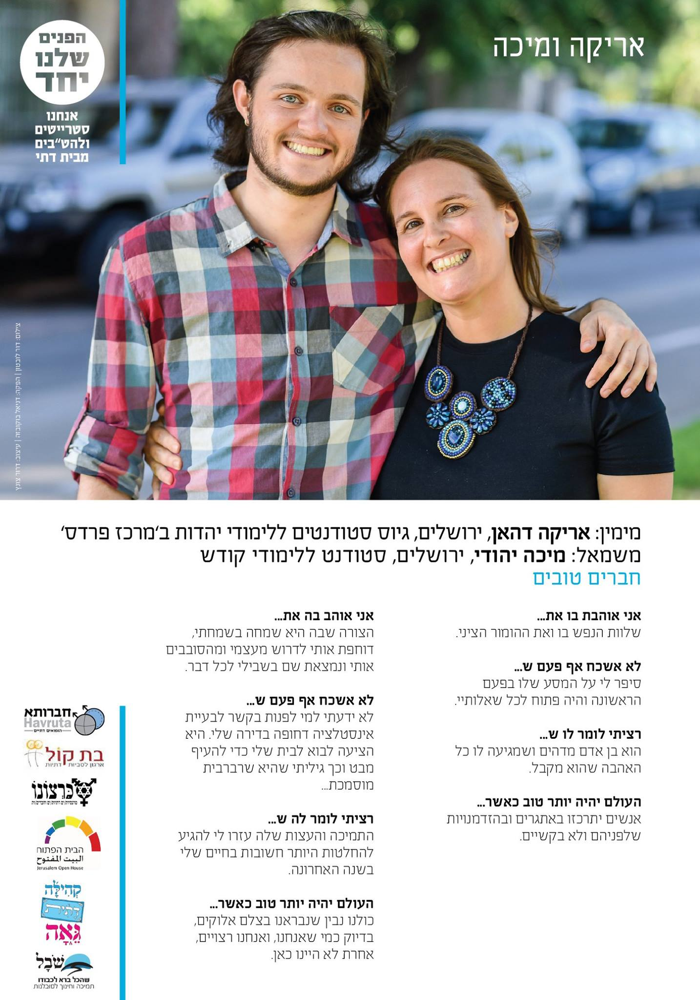 אריקה ומיכה
הפנים
שלנו
יחד
אנחנו
סטרייטים
ולהט"בים
מבית דתי
צילום: דור לובטון | הפקה: דניאל בוקובזה | עיצוב: דרור צונץ
מימין: אריקה דהאן, ירושלים, גיוס סטודנטים ללימודי יהדות ב'מרכז פרדס'
משמאל: מיכה יהודי, ירושלים, סטודנט ללימודי קודש
חברים טובים
אני אוהבת בו את...
שלוות הנפש בו ואת ההומור הציני.
לא אשכח אף פעם ש...
סיפר לי על המסע שלו בפעם
הראשונה והיה פתוח לכל שאלותיי.
רציתי לומר לו ש...
הוא בן אדם מדהים ושמגיעה לו כל
האהבה שהוא מקבל.
העולם יהיה יותר טוב כאשר...
אנשים יתרכזו באתגרים ובהזדמנויות
שלפניהם ולא בקשיים.
אני אוהב בה את...
הצורה שבה היא שמחה בשמחתי,
דוחפת אותי לדרוש מעצמי ומהסובבים
אותי ונמצאת שם בשבילי לכל דבר.
לא אשכח אף פעם ש...
לא ידעתי למי לפנות בקשר לבעיית
אינסטלציה דחופה בדירה שלי. היא
הציעה לבוא לבית שלי כדי להעיף
מבט וכך גיליתי שהיא שרברבית
מוסמכת...
רציתי לומר לה ש...
התמיכה והעצות שלה עזרו לי להגיע
להחלטות היותר חשובות בחיים שלי
בשנה האחרונה.
העולם יהיה יותר טוב כאשר...
כולנו נבין שנבראנו בצלם אלוקים,
בדיוק כמי שאנחנו, ואנחנו רצויים,
אחרת לא היינו כאן.
חברותא
Havruta
הומואים דתיים
בת קול
ארגון לסביות דתיות
כִּרְצוֹנוֹ
הבית הפתוח
البيت المفتوح
Jerusalem Open House
קְהִילָּה
דָּתִית
גֵּאָה
שֹׁבָל
שהכל ברא לכבודו
תמיכה וחינוך לסובלנות